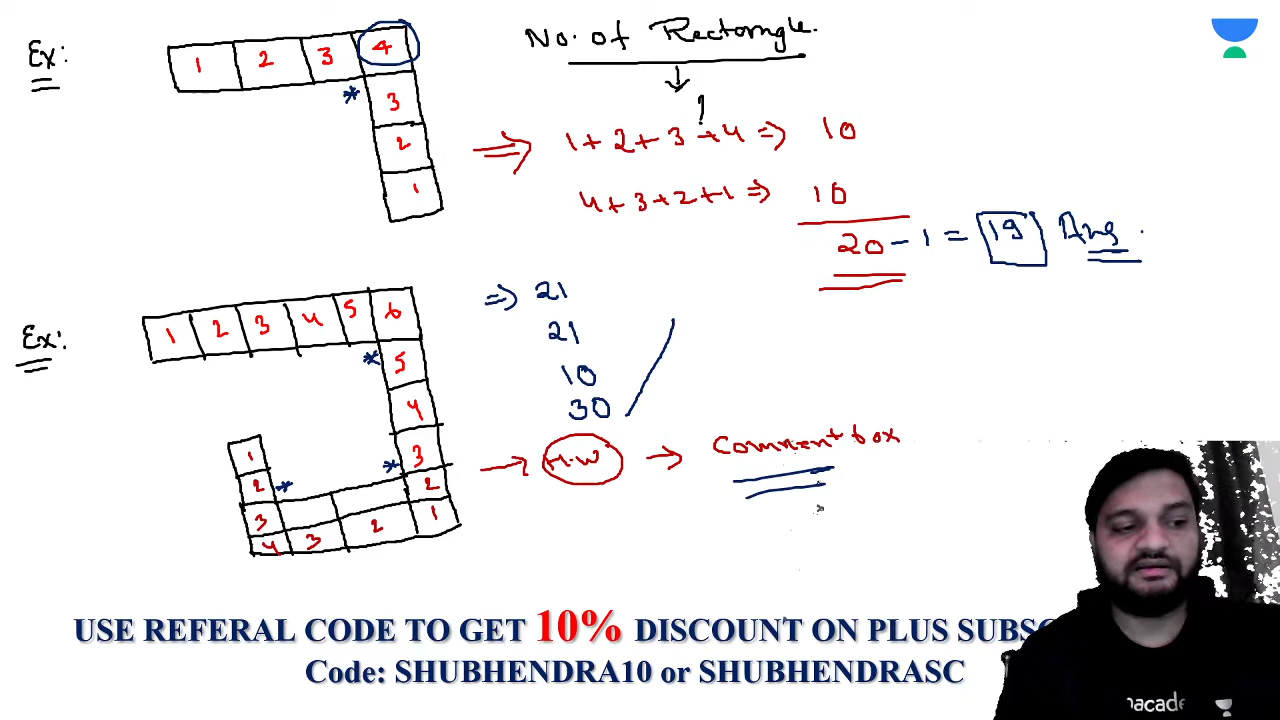 Ex:
1 2 3 4
3
2
1
No. of Rectangle.
1 + 2 + 3 + 4 => 10
4 + 3 + 2 + 1 => 10
20 - 1 = 19 Ans.
Ex:
1 2 3 4 5 6
5
4
3
2
1
1
2
3
4 3 2
=> 21
21
10
30
H.W → Comment box
USE REFERAL CODE TO GET 10% DISCOUNT ON PLUS
Code: SHUBHENDRA10 or SHUBHENDRASC